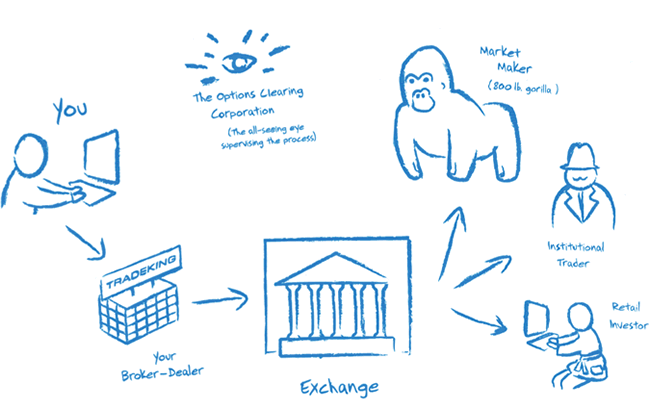 You
The Options Clearing
Corporation
(The all-seeing eye
supervising the process)
Market
Maker
(800 lb. gorilla)
TRADEKING
Your
Broker-Dealer
Exchange
Institutional
Trader
Retail
Investor